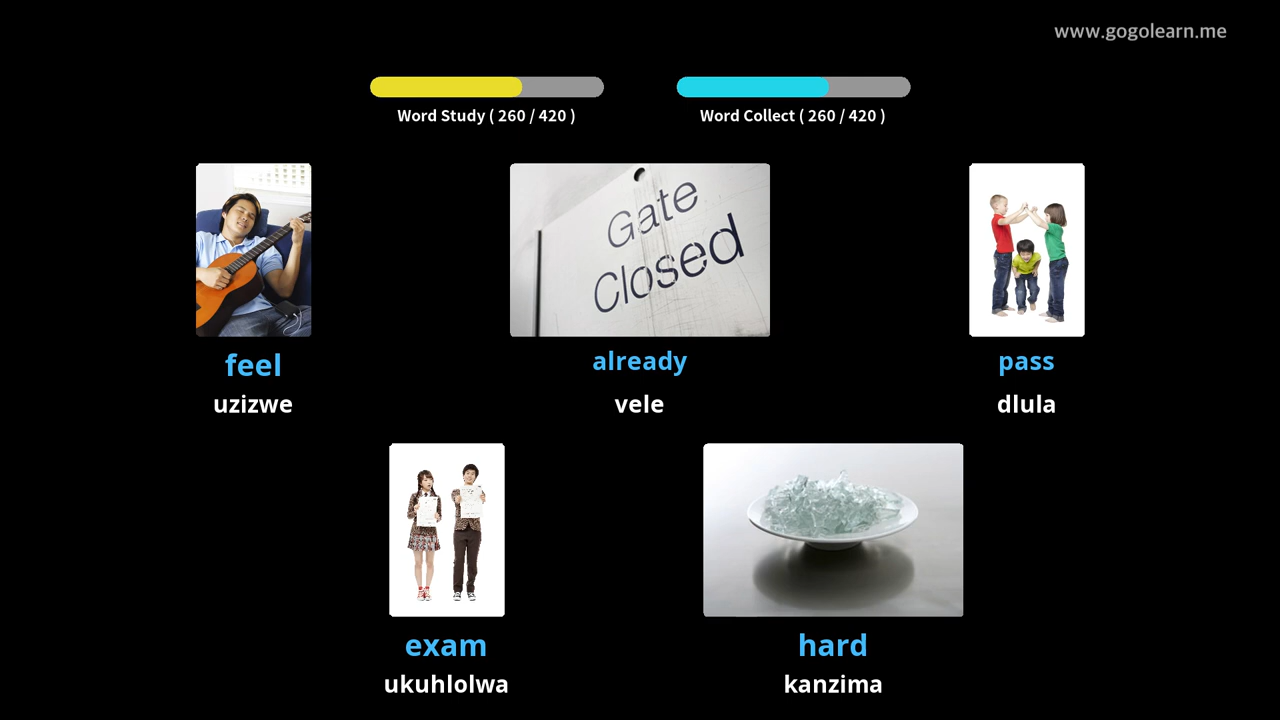 www.gogolearn.me
Word Study ( 260 / 420 )
Word Collect ( 260 / 420 )
Gate
Closed
feel
already
pass
uzizwe
vele
dlula
exam
hard
ukuhlolwa
kanzima